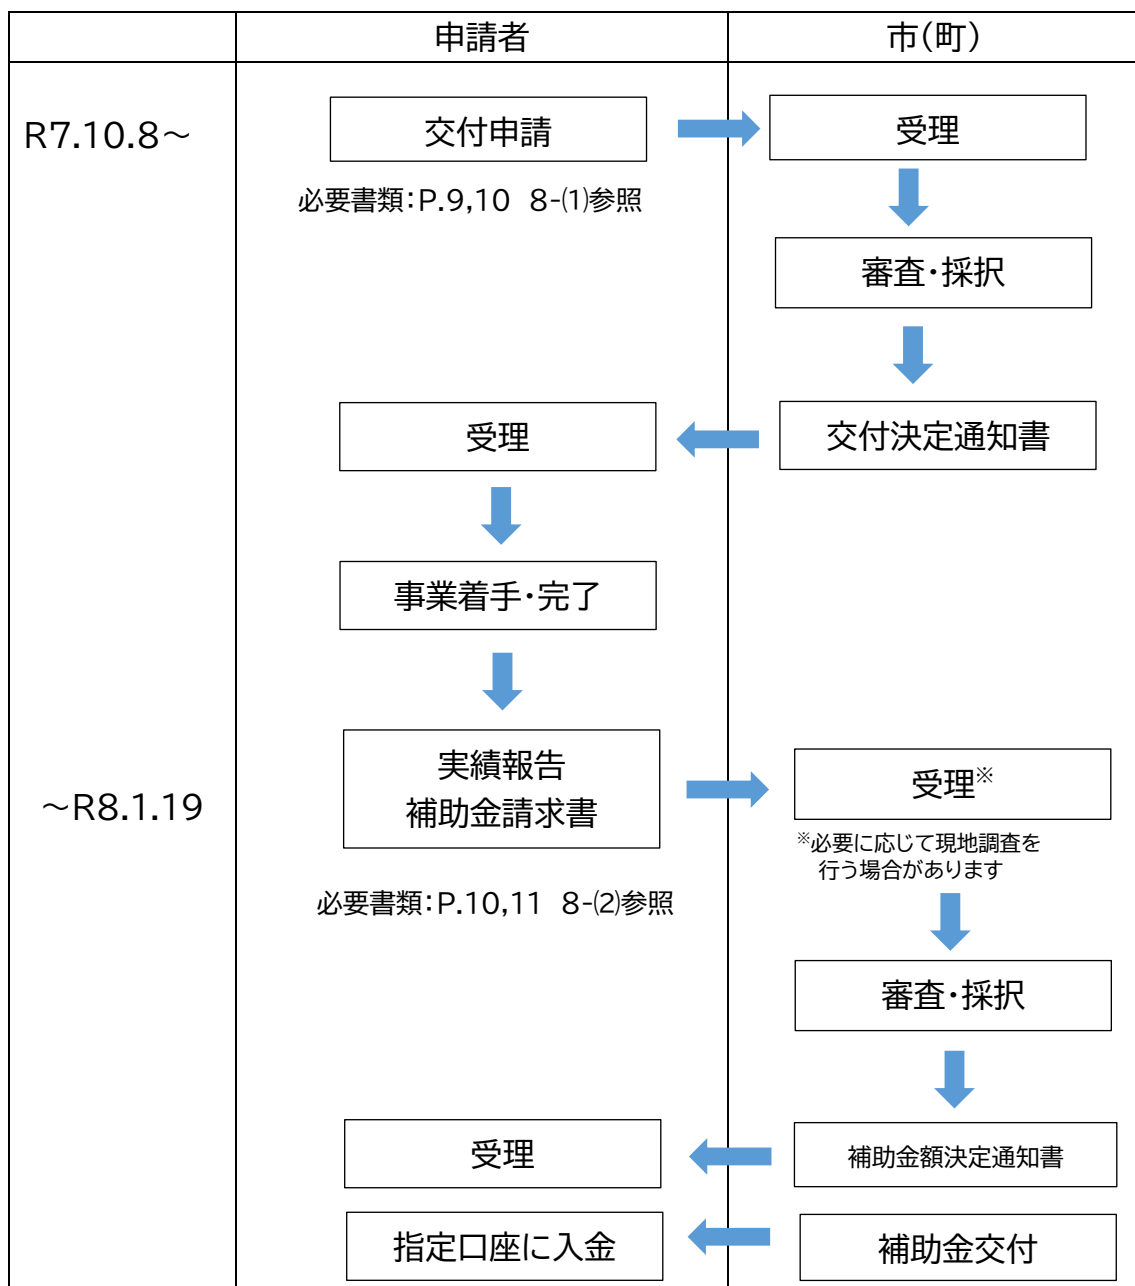 申請者
市(町)
R7.10.8～
交付申請
受理
必要書類:P.9,10 8-⑴参照
審査・採択
受理
交付決定通知書
事業着手・完了
～R8.1.19
実績報告
補助金請求書
受理※
※必要に応じて現地調査を
行う場合があります
必要書類:P.10,11 8-⑵参照
審査・採択
受理
補助金額決定通知書
指定口座に入金
補助金交付